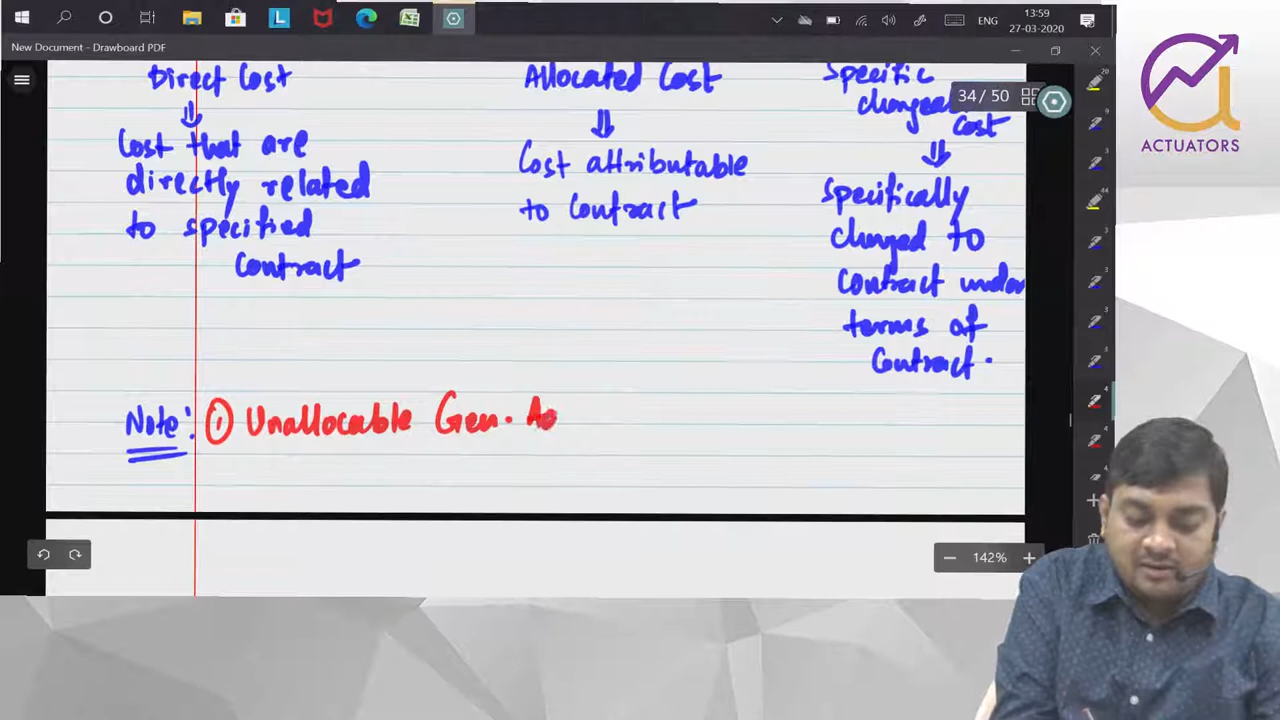 13:59
ENG
27-03-2020
New Document - Drawboard PDF
34 / 50
ACTUATORS
Direct Cost
Cost that are
directly related
to specified
Contract
Allocated Cost
Cost attributable
to Contract
Specific
Cost
Specifically
charged to
Contract under
terms of
Contract.
Note: ① Unallocable Gen. Ad
142%